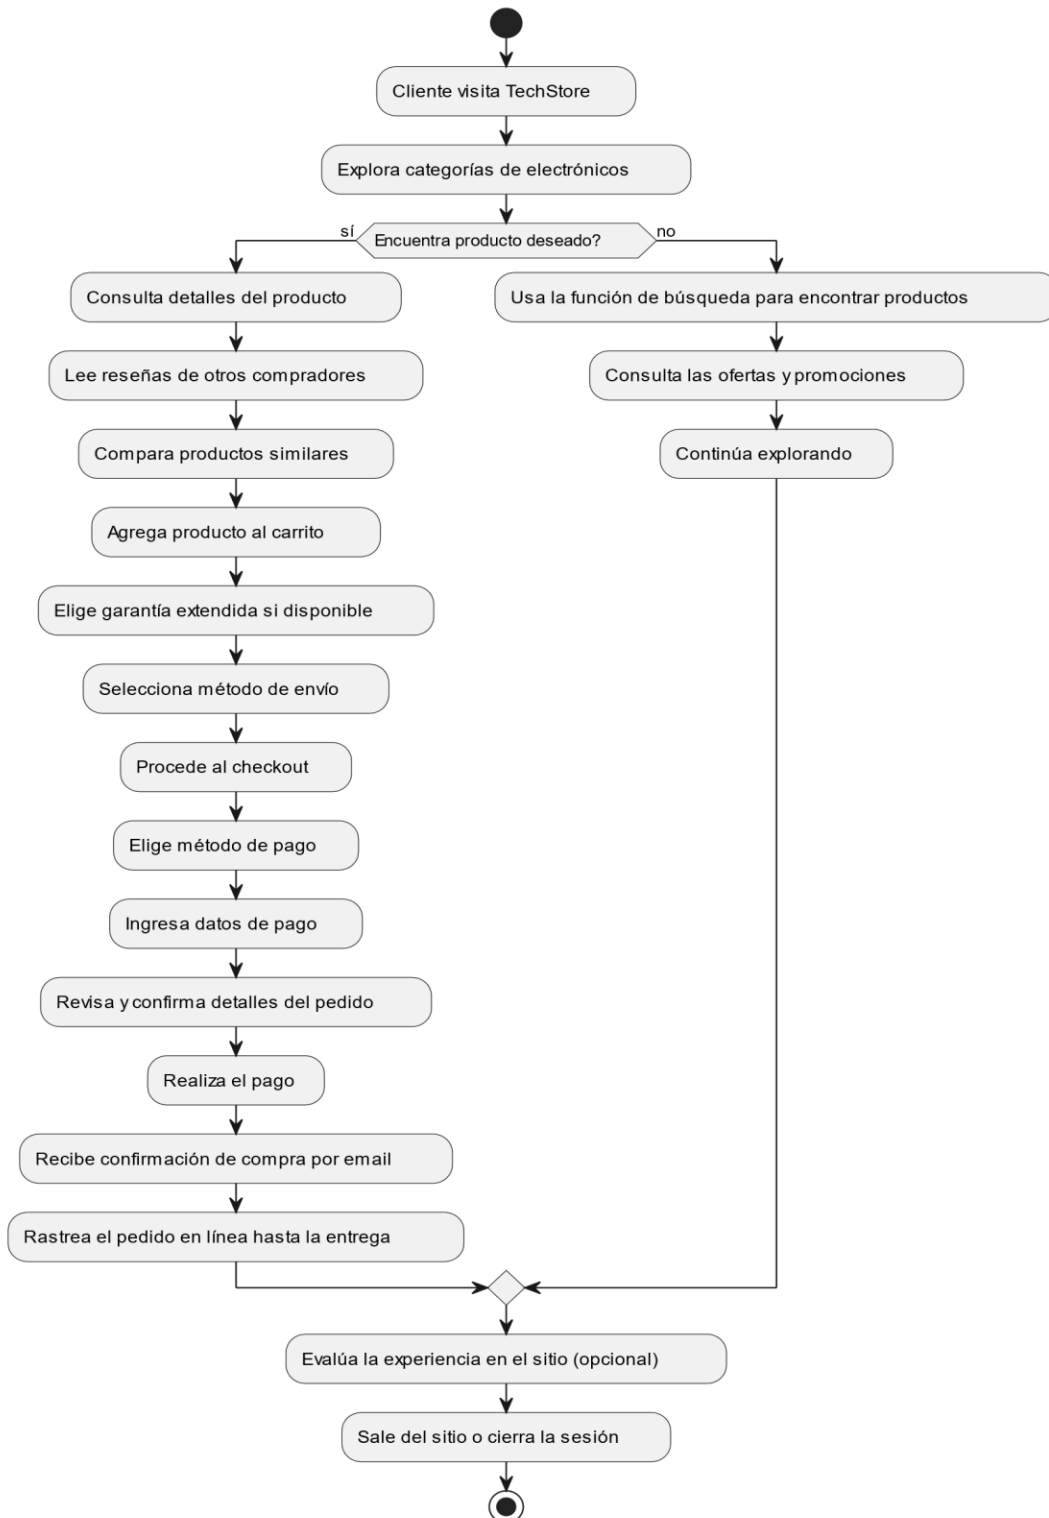 Cliente visita TechStore
Explora categorías de electrónicos
sí
Encuentra producto deseado?
no
Consulta detalles del producto
Lee reseñas de otros compradores
Compara productos similares
Agrega producto al carrito
Elige garantía extendida si disponible
Selecciona método de envío
Procede al checkout
Elige método de pago
Ingresa datos de pago
Revisa y confirma detalles del pedido
Realiza el pago
Recibe confirmación de compra por email
Rastrea el pedido en línea hasta la entrega
Usa la función de búsqueda para encontrar productos
Consulta las ofertas y promociones
Continúa explorando
Evalúa la experiencia en el sitio (opcional)
Sale del sitio o cierra la sesión